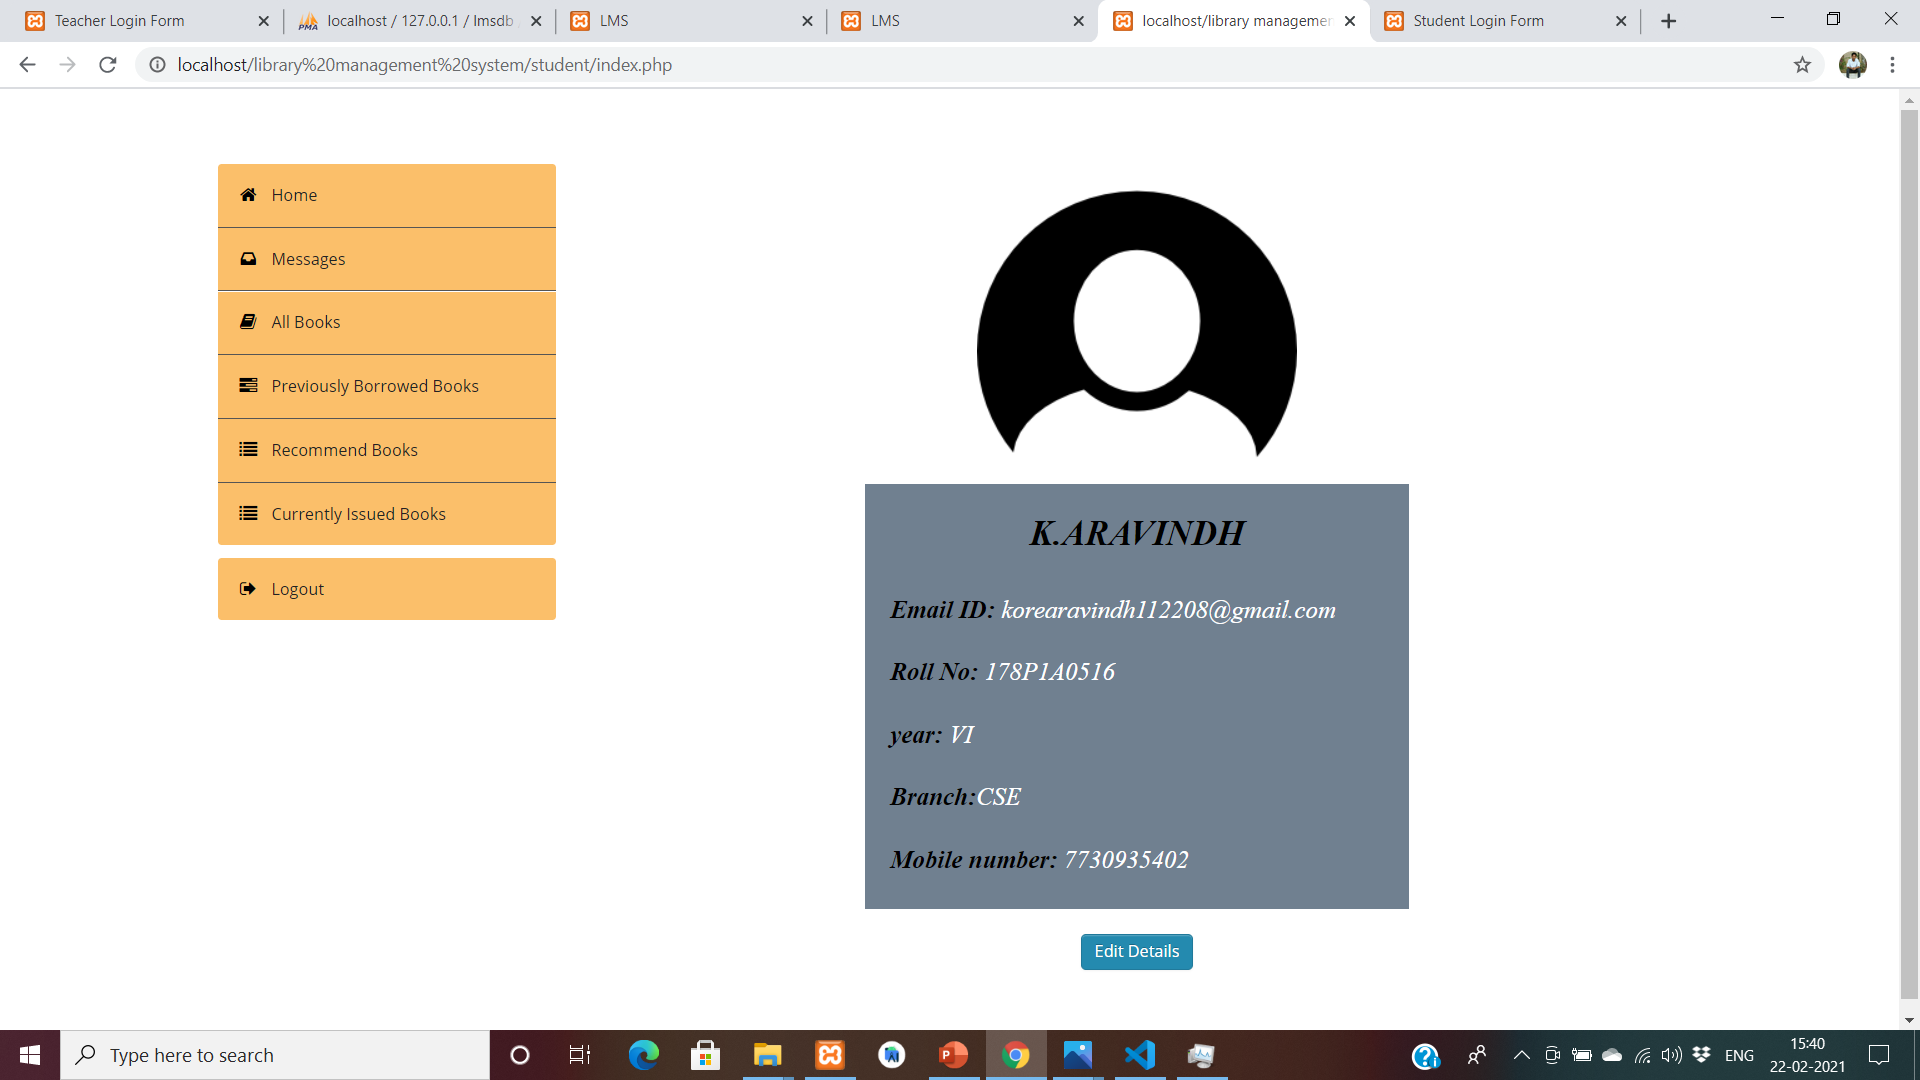 Teacher Login Form
localhost / 127.0.0.1 / lmsdb
LMS
LMS
localhost/library managemen
Student Login Form
localhost/library%20management%20system/student/index.php
Home
Messages
All Books
Previously Borrowed Books
Recommend Books
Currently Issued Books
Logout
K.ARAVINDH
Email ID: korearavindh112208@gmail.com
Roll No: 178P1A0516
year: VI
Branch:CSE
Mobile number: 7730935402
Edit Details
Type here to search
ENG
15:40
22-02-2021